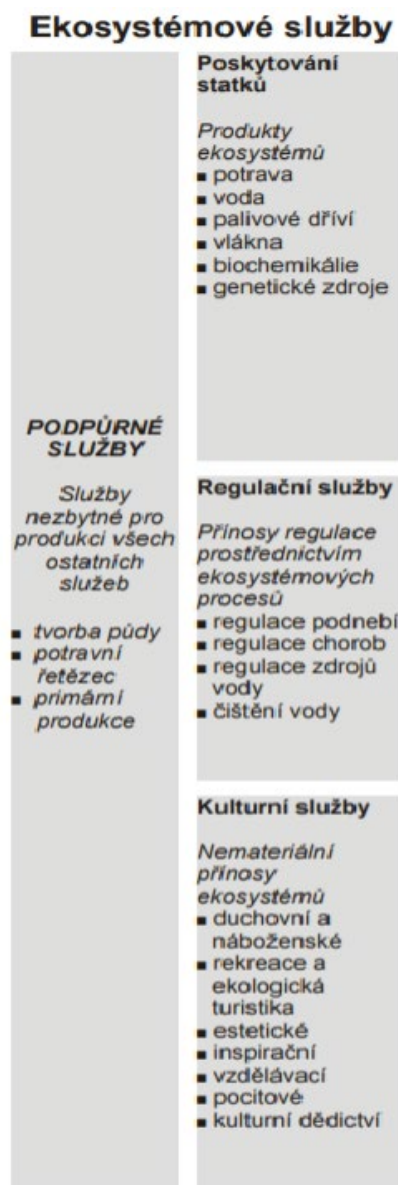 Ekosystémové služby
PODPŮRNÉ
SLUŽBY
Služby
nezbytné pro
produkci všech
ostatních
služeb
▪ tvorba půdy
▪ potravní
řetězec
▪ primární
produkce
Poskytování
statků
Produkty
ekosystémů
▪ potrava
▪ voda
▪ palivové dříví
▪ vlákna
▪ biochemikálie
▪ genetické zdroje
Regulační služby
Přínosy regulace
prostřednictvím
ekosystémových
procesů
▪ regulace podnebí
▪ regulace chorob
▪ regulace zdrojů
vody
▪ čištění vody
Kulturní služby
Nemateriální
přínosy
ekosystémů
▪ duchovní a
náboženské
▪ rekreace a
ekologická
turistika
▪ estetické
▪ inspirační
▪ vzdělávací
▪ pocitové
▪ kulturní dědictví